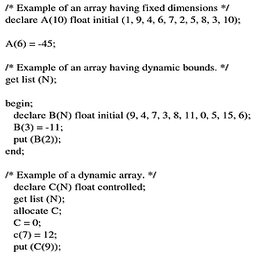 /* Example of an array having fixed dimensions */
declare A(10) float initial (1, 9, 4, 6, 7, 2, 5, 8, 3, 10);
A(6) = -45;
/* Example of an array having dynamic bounds. */
get list (N);
begin;
declare B(N) float initial (9, 4, 7, 3, 8, 11, 0, 5, 15, 6);
B(3) = -11;
put (B(2));
end;
/* Example of a dynamic array. */
declare C(N) float controlled;
get list (N);
allocate C;
C = 0;
c(7) = 12;
put (C(9));